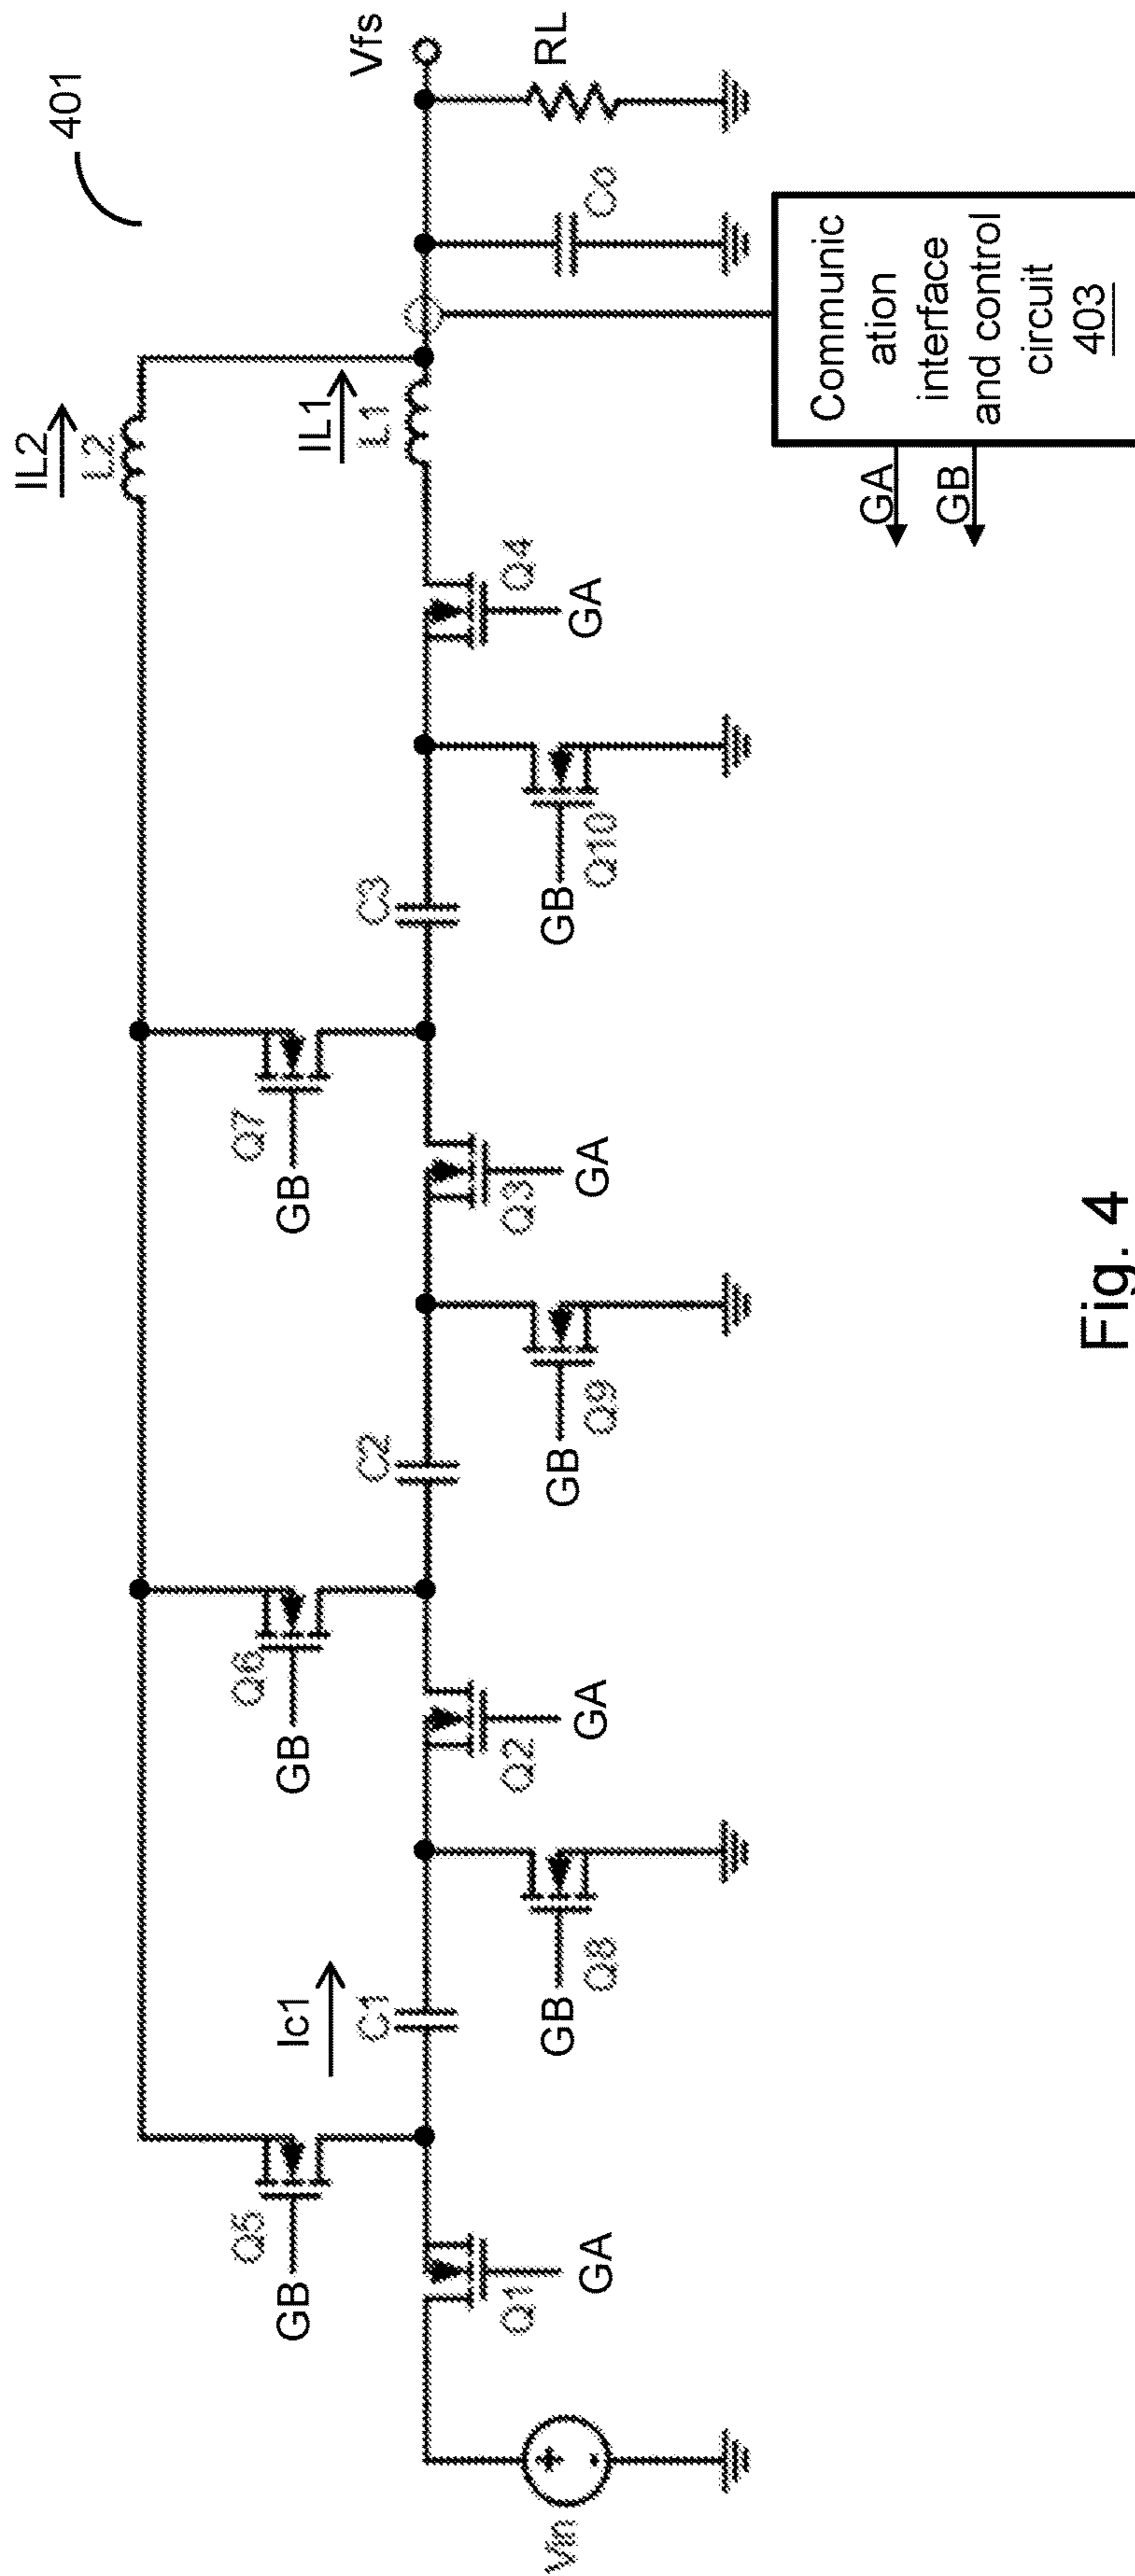 401
IL2
L2
Vfs
IL1
L1
RL
Co
Q7
GB
Q6
GB
Q5
GB
Ic1
C1
C2
C3
Vin
Q1
GA
GB
Q8
Q2
GA
GB
Q9
Q3
GA
GB
Q10
Q4
GA
GA
GB
Communic
ation
interface
and control
circuit
403
+
-
Fig. 4